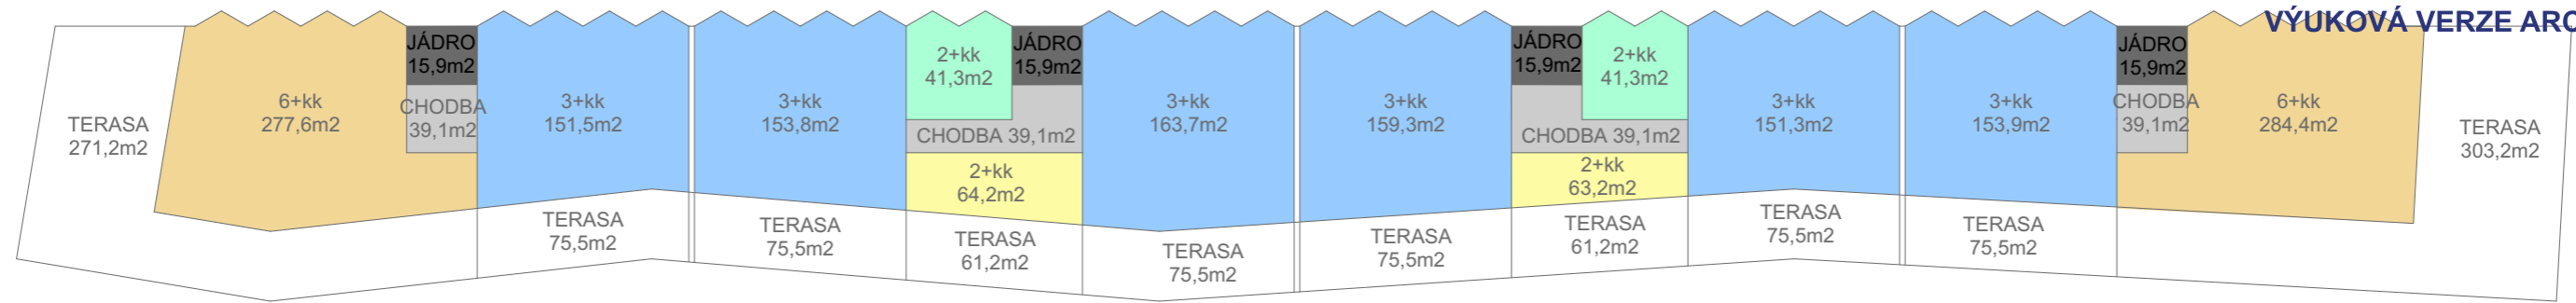 VÝUKOVÁ VERZE ARC
TERASA
271,2m2
6+kk
277,6m2
JÁDRO
15,9m2
CHODBA
39,1m2
3+kk
151,5m2
TERASA
75,5m2
3+kk
153,8m2
TERASA
75,5m2
2+kk
41,3m2
JÁDRO
15,9m2
CHODBA 39,1m2
2+kk
64,2m2
TERASA
61,2m2
3+kk
163,7m2
TERASA
75,5m2
3+kk
159,3m2
TERASA
75,5m2
JÁDRO
15,9m2
2+kk
41,3m2
CHODBA 39,1m2
2+kk
63,2m2
TERASA
61,2m2
3+kk
151,3m2
TERASA
75,5m2
3+kk
153,9m2
TERASA
75,5m2
JÁDRO
15,9m2
CHODBA
39,1m2
6+kk
284,4m2
TERASA
303,2m2